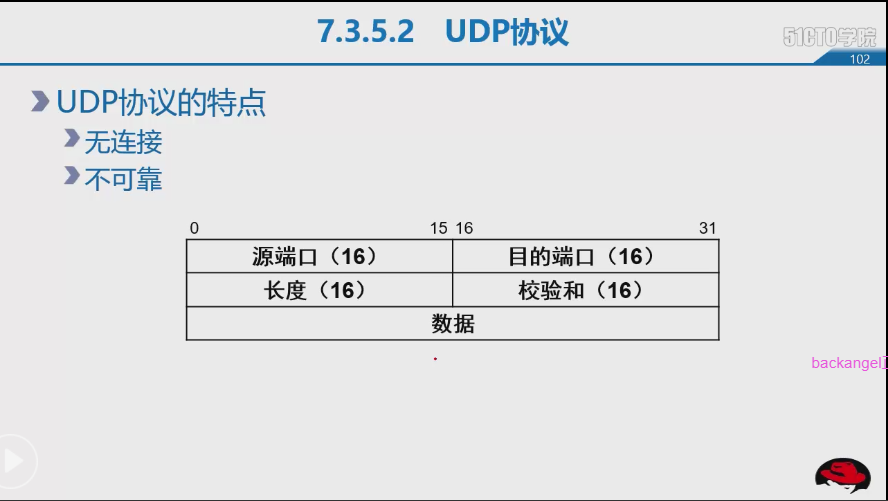 7.3.5.2 UDP协议
51CTO学院
102
UDP协议的特点
无连接
不可靠
0 15 16 31
源端口（16） 目的端口（16）
长度（16） 校验和（16）
数据
backangel